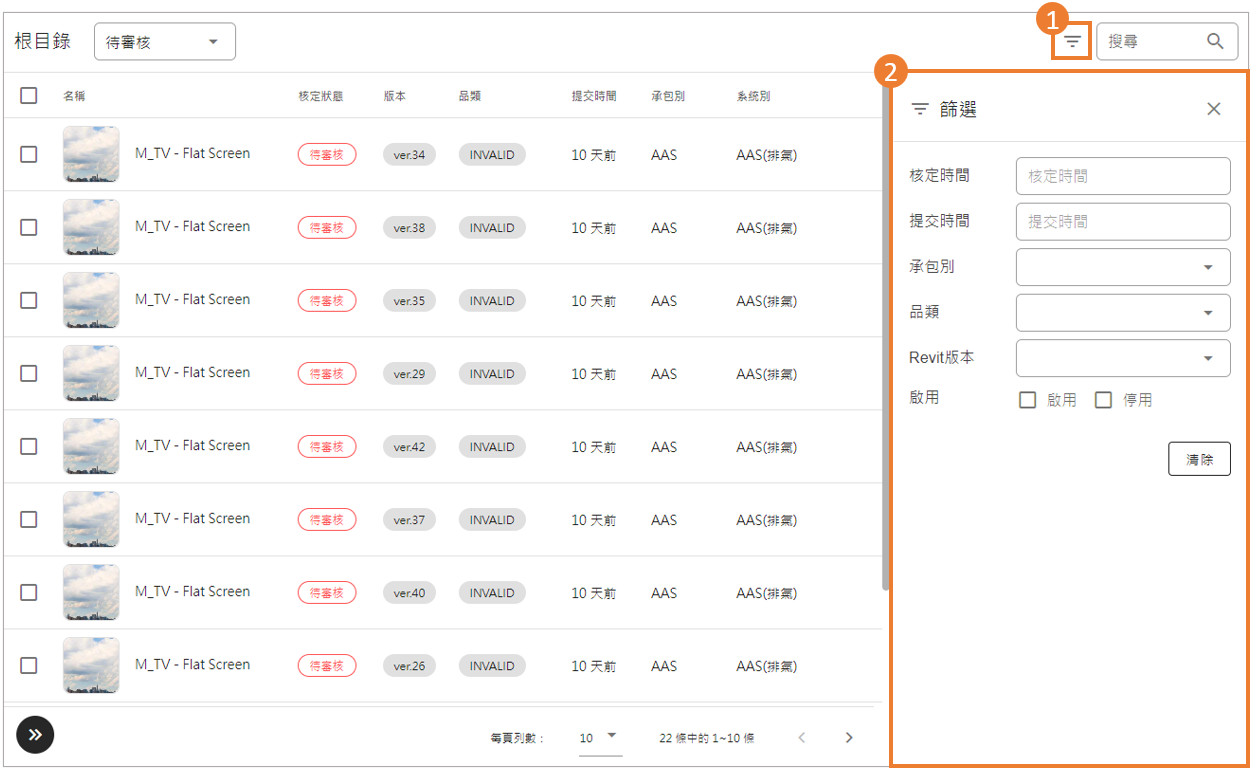 1
根目錄 待審核 搜尋
2
名稱 核定狀態 版本 品類 提交時間 承包別 系統別
M_TV - Flat Screen 待審核 ver.34 INVALID 10 天前 AAS AAS(排氣)
M_TV - Flat Screen 待審核 ver.38 INVALID 10 天前 AAS AAS(排氣)
M_TV - Flat Screen 待審核 ver.35 INVALID 10 天前 AAS AAS(排氣)
M_TV - Flat Screen 待審核 ver.29 INVALID 10 天前 AAS AAS(排氣)
M_TV - Flat Screen 待審核 ver.42 INVALID 10 天前 AAS AAS(排氣)
M_TV - Flat Screen 待審核 ver.37 INVALID 10 天前 AAS AAS(排氣)
M_TV - Flat Screen 待審核 ver.40 INVALID 10 天前 AAS AAS(排氣)
M_TV - Flat Screen 待審核 ver.26 INVALID 10 天前 AAS AAS(排氣)
每頁列數： 10 22 條中的 1~10 條
篩選
核定時間 核定時間
提交時間 提交時間
承包別
品類
Revit版本
啟用 啟用 停用
清除